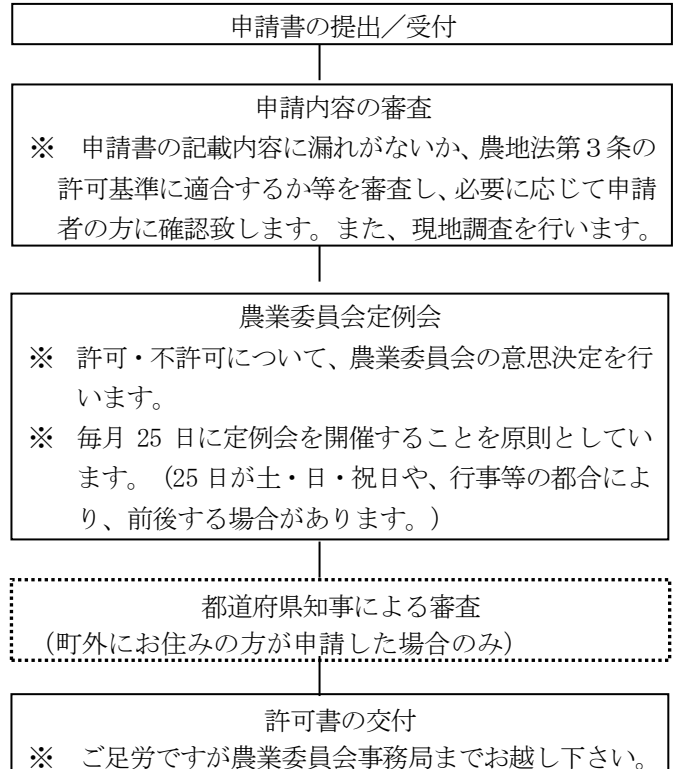 申請書の提出／受付
申請内容の審査
※ 申請書の記載内容に漏れがないか、農地法第３条の
許可基準に適合するか等を審査し、必要に応じて申請
者の方に確認致します。また、現地調査を行います。
農業委員会定例会
※ 許可・不許可について、農業委員会の意思決定を行
います。
※ 毎月 25 日に定例会を開催することを原則としてい
ます。（25 日が土・日・祝日や、行事等の都合によ
り、前後する場合があります。）
都道府県知事による審査
（町外にお住みの方が申請した場合のみ）
許可書の交付
※ ご足労ですが農業委員会事務局までお越し下さい。